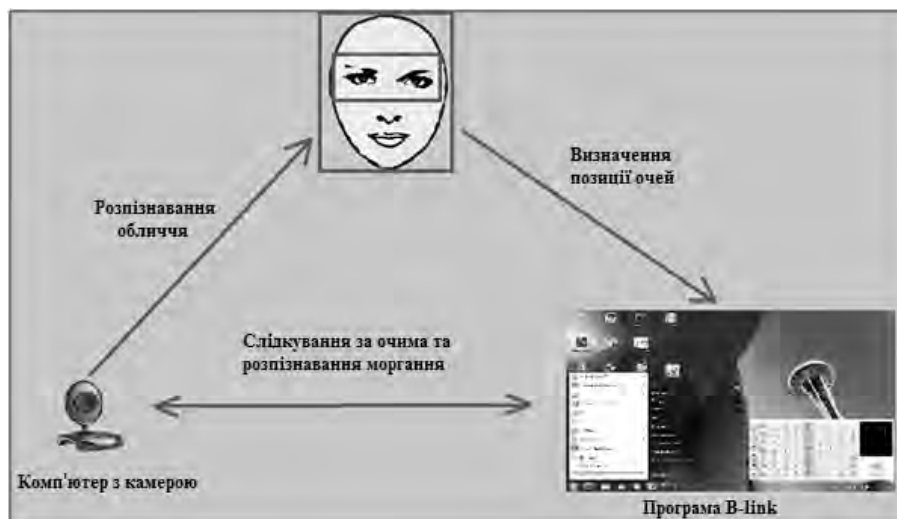 Визначення
позиції очей
Розпізнавання
обличчя
Слідкування за очима та
розпізнавання моргання
Комп'ютер з камерою
Програма B-link